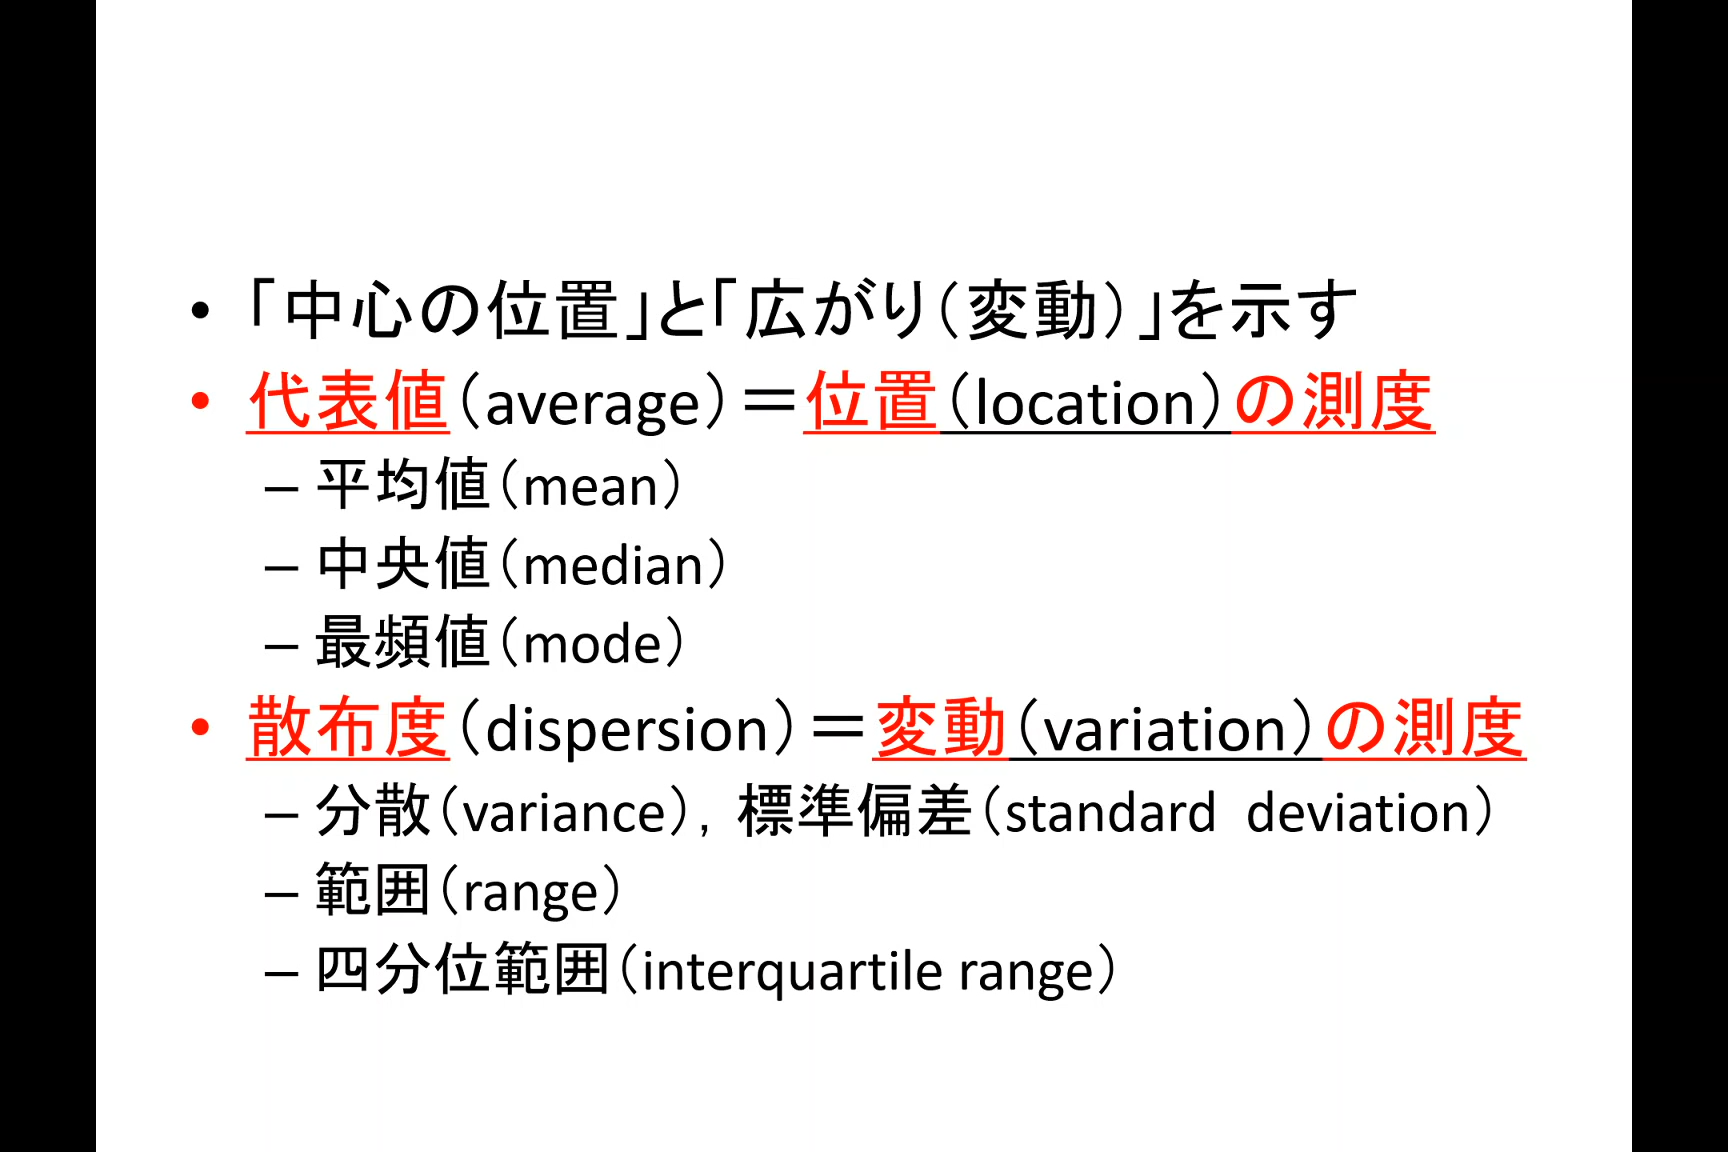 • 「中心の位置」と「広がり（変動）」を示す
• 代表値（average）＝位置（location）の測度
– 平均値（mean）
– 中央値（median）
– 最頻値（mode）
• 散布度（dispersion）＝変動（variation）の測度
– 分散（variance）, 標準偏差（standard deviation）
– 範囲（range）
– 四分位範囲（interquartile range）